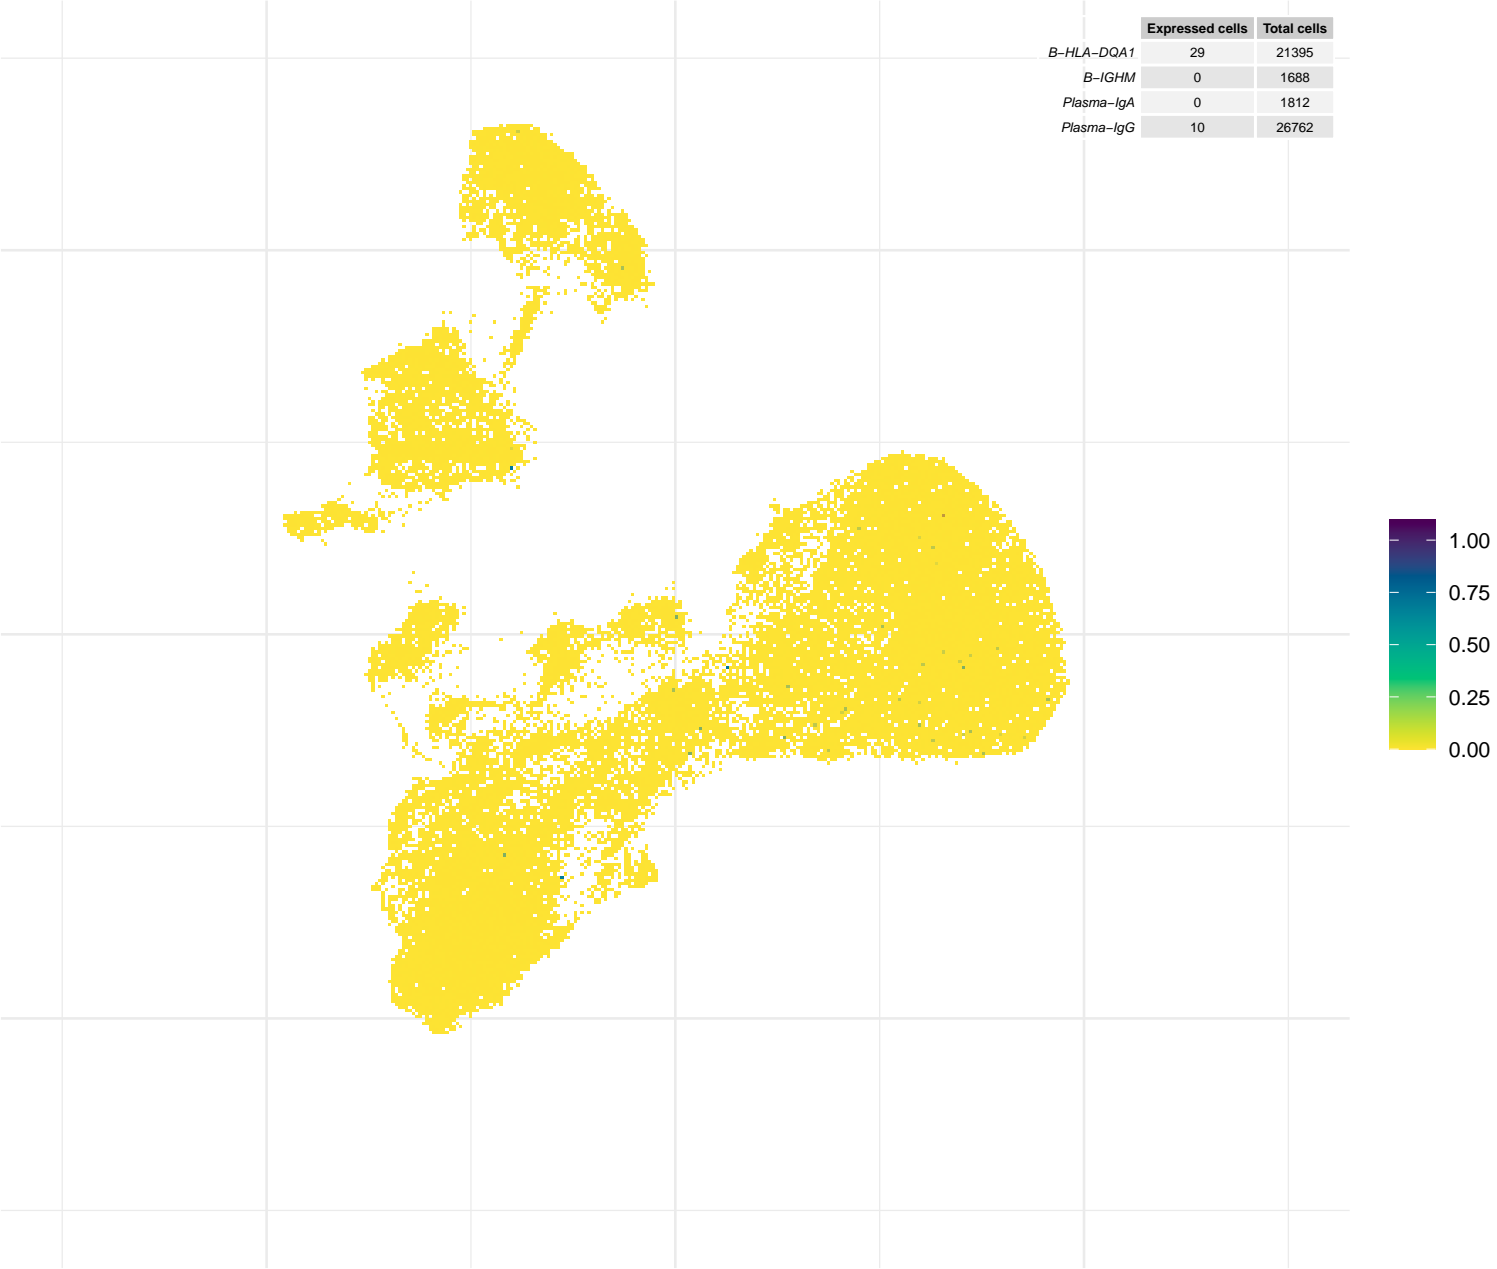 Expressed cells Total cells
B−HLA−DQA1 29 21395
B−IGHM 0 1688
Plasma−IgA 0 1812
Plasma−IgG 10 26762
1.00
0.75
0.50
0.25
0.00